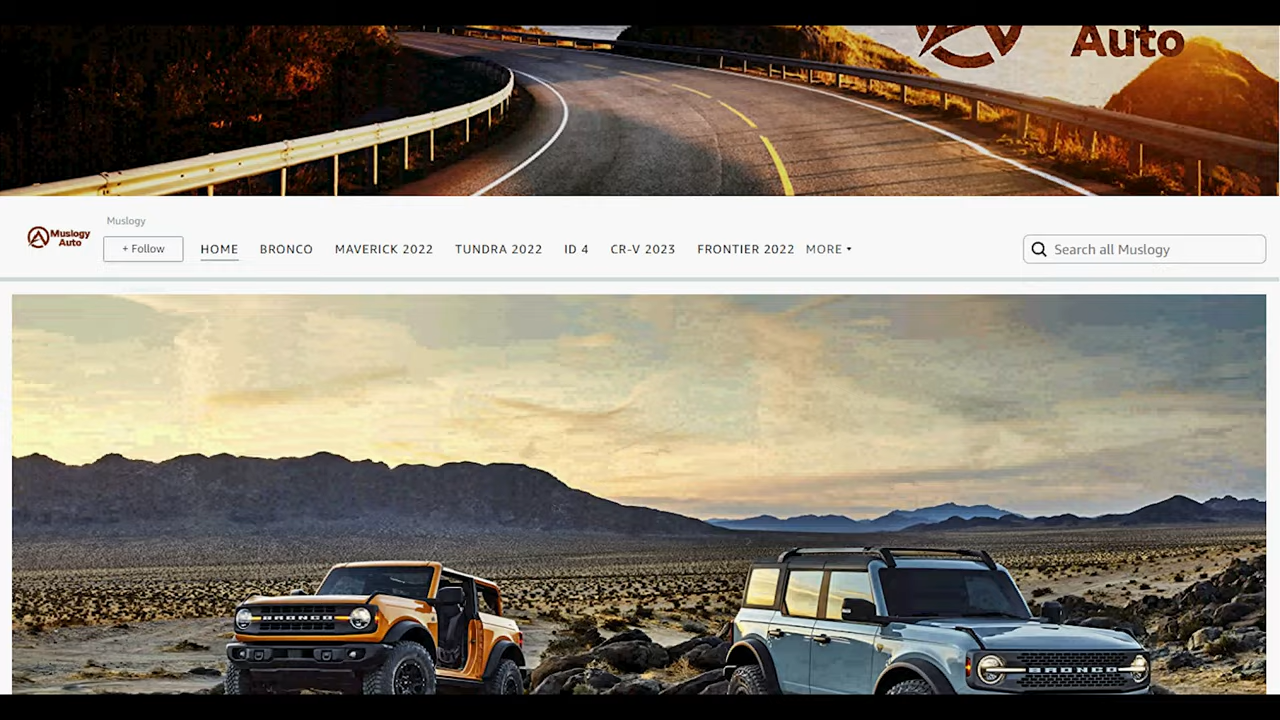 Auto
Muslogy
Muslogy
Auto
+ Follow
HOME
BRONCO
MAVERICK 2022
TUNDRA 2022
ID 4
CR-V 2023
FRONTIER 2022
MORE
Search all Muslogy
BRONCO
BRONCO